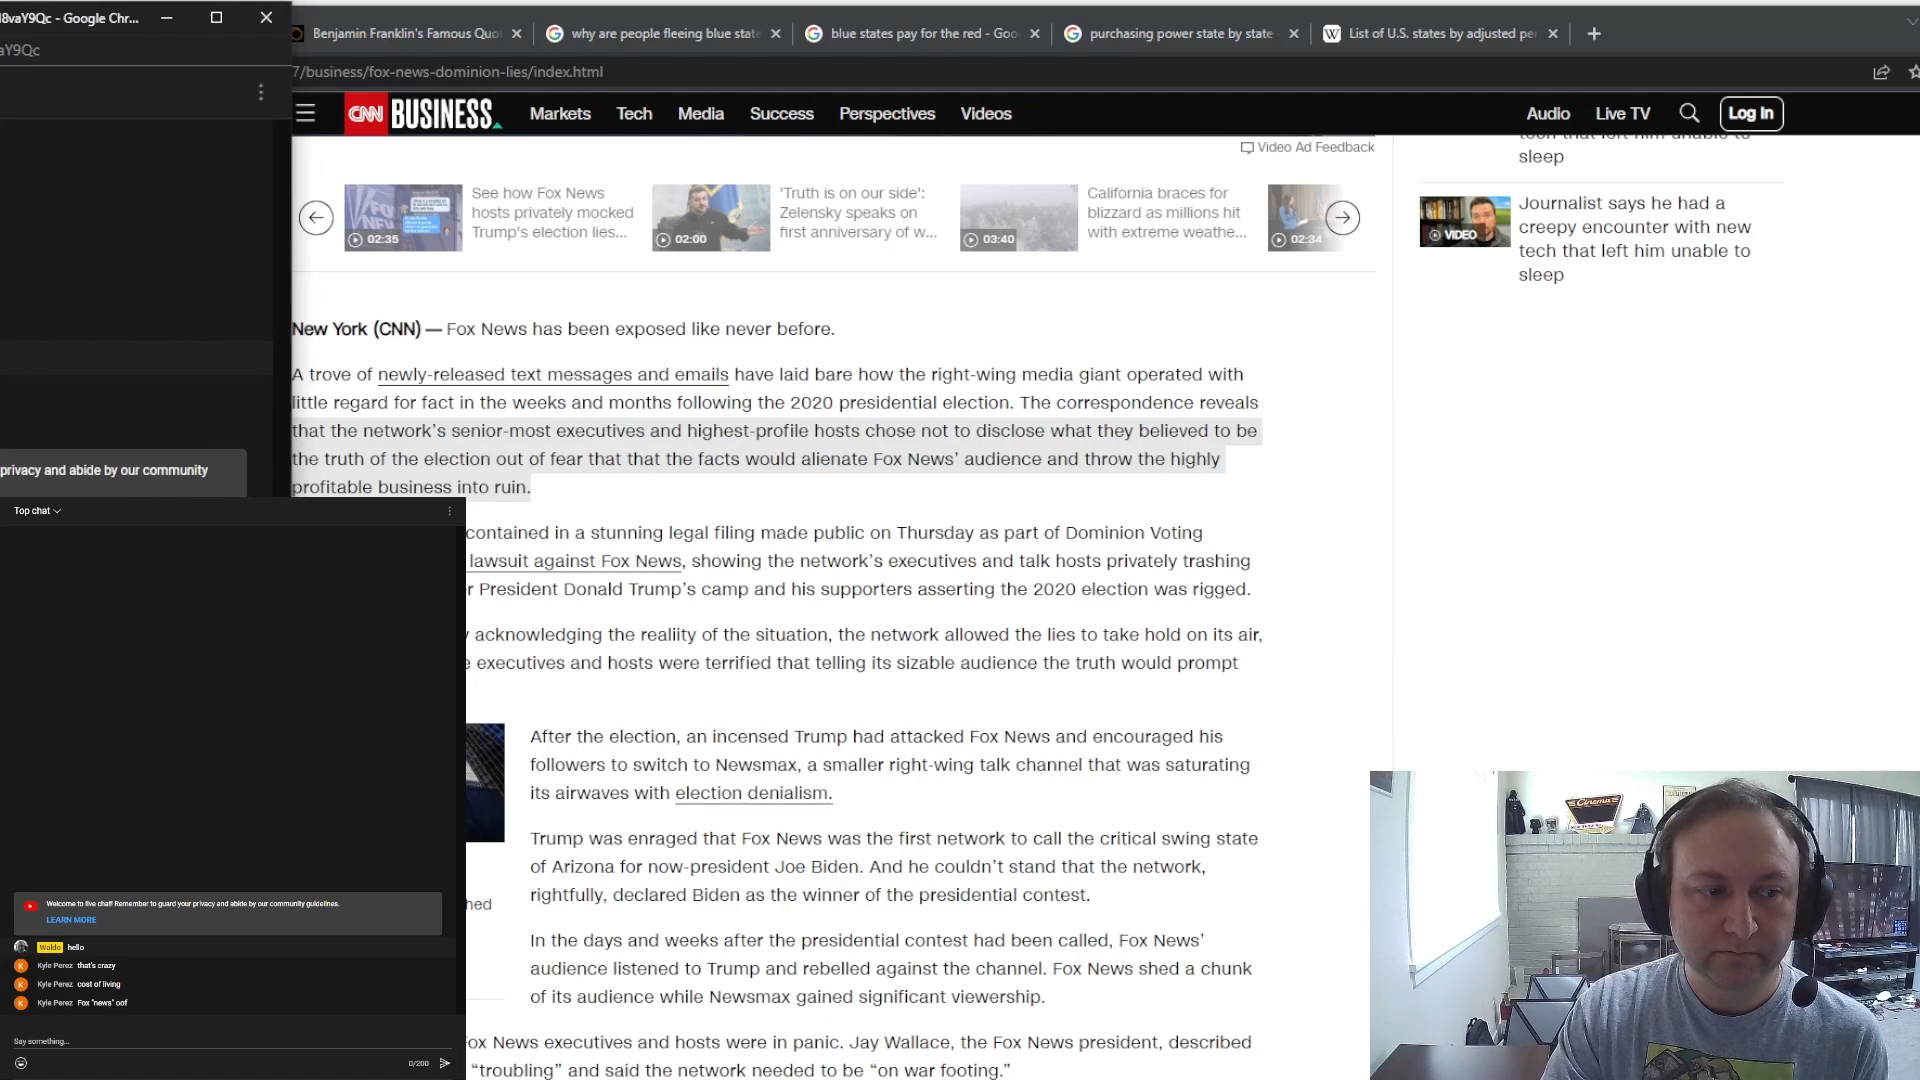 l8vaY9Qc - Google Chr...
aY9Qc
Benjamin Franklin's Famous Quo
why are people fleeing blue state
blue states pay for the red - Goo
purchasing power state by state
List of U.S. states by adjusted pe
7/business/fox-news-dominion-lies/index.html
CNN BUSINESS
Markets
Tech
Media
Success
Perspectives
Videos
Audio
Live TV
Log In
Video Ad Feedback
See how Fox News
hosts privately mocked
Trump's election lies...
02:35
'Truth is on our side':
Zelensky speaks on
first anniversary of w...
02:00
California braces for
blizzard as millions hit
with extreme weathe...
03:40
02:34
tech that left him unable to
sleep
VIDEO
Journalist says he had a
creepy encounter with new
tech that left him unable to
sleep
New York (CNN) — Fox News has been exposed like never before.
A trove of newly-released text messages and emails have laid bare how the right-wing media giant operated with
little regard for fact in the weeks and months following the 2020 presidential election. The correspondence reveals
that the network's senior-most executives and highest-profile hosts chose not to disclose what they believed to be
the truth of the election out of fear that that the facts would alienate Fox News' audience and throw the highly
profitable business into ruin.
contained in a stunning legal filing made public on Thursday as part of Dominion Voting
lawsuit against Fox News, showing the network's executives and talk hosts privately trashing
r President Donald Trump's camp and his supporters asserting the 2020 election was rigged.
y acknowledging the realiity of the situation, the network allowed the lies to take hold on its air,
e executives and hosts were terrified that telling its sizable audience the truth would prompt
After the election, an incensed Trump had attacked Fox News and encouraged his
followers to switch to Newsmax, a smaller right-wing talk channel that was saturating
its airwaves with election denialism.
Trump was enraged that Fox News was the first network to call the critical swing state
of Arizona for now-president Joe Biden. And he couldn't stand that the network,
rightfully, declared Biden as the winner of the presidential contest.
hed
In the days and weeks after the presidential contest had been called, Fox News'
audience listened to Trump and rebelled against the channel. Fox News shed a chunk
of its audience while Newsmax gained significant viewership.
ox News executives and hosts were in panic. Jay Wallace, the Fox News president, described
"troubling" and said the network needed to be "on war footing."
privacy and abide by our community
Top chat
Welcome to live chat! Remember to guard your privacy and abide by our community guidelines.
LEARN MORE
Waldo hello
K Kyle Perez that's crazy
K Kyle Perez cost of living
K Kyle Perez Fox "news" oof
Say something...
0/200
Cinema